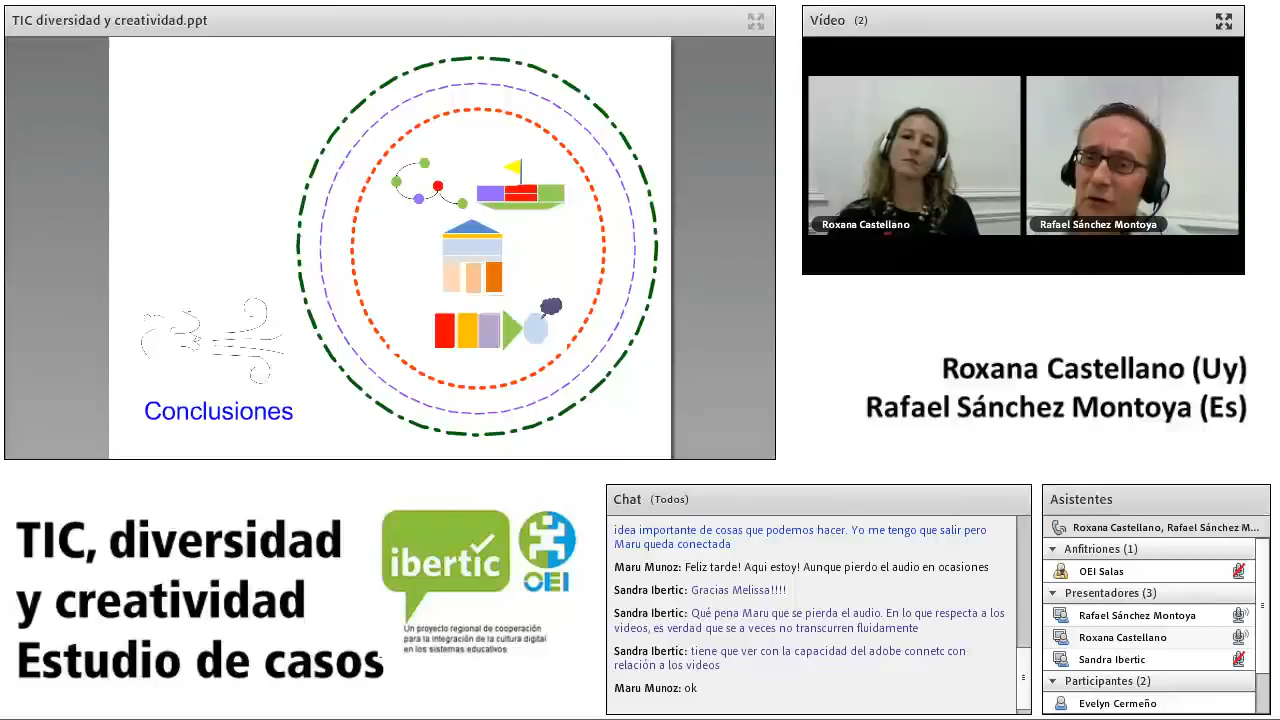 TIC diversidad y creatividad.ppt
Conclusiones
Vídeo (2)
Roxana Castellano
Rafael Sánchez Montoya
Roxana Castellano (Uy)
Rafael Sánchez Montoya (Es)
TIC, diversidad
y creatividad
Estudio de casos
ibertic
OEI
Un proyecto regional de cooperación
para la integración de la cultura digital
en los sistemas educativos
Chat (Todos)
idea importante de cosas que podemos hacer. Yo me tengo que salir pero
Maru queda conectada
Maru Munoz: Feliz tarde! Aqui estoy! Aunque pierdo el audio en ocasiones
Sandra Ibertic: Gracias Melissa!!!!
Sandra Ibertic: Qué pena Maru que se pierda el audio. En lo que respecta a los
videos, es verdad que se a veces no transcurren fluidamente
Sandra Ibertic: tiene que ver con la capacidad del adobe connetc con
relación a los videos
Maru Munoz: ok
Asistentes
Roxana Castellano, Rafael Sánchez M...
Anfitriones (1)
OEI Salas
Presentadores (3)
Rafael Sánchez Montoya
Roxana Castellano
Sandra Ibertic
Participantes (2)
Evelyn Cermeño